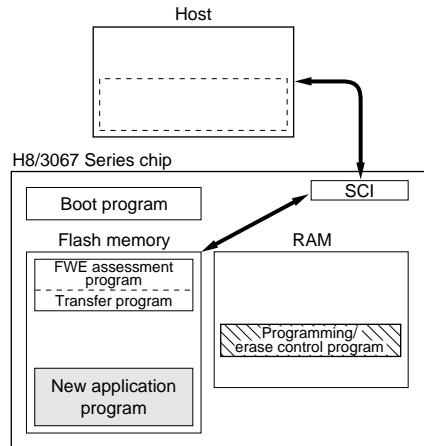 Host
H8/3067 Series chip
SCI
Boot program
Flash memory
RAM
FWE assessment
program
Transfer program
Programming/
erase control program
New application
program